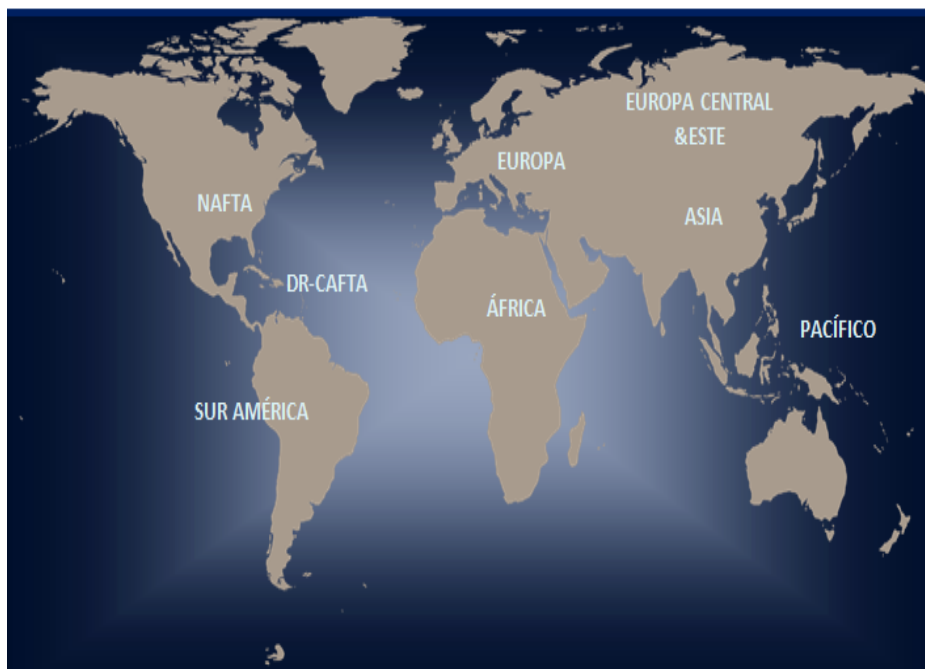 EUROPA CENTRAL
&ESTE
EUROPA
NAFTA
ASIA
DR-CAFTA
ÁFRICA
PACÍFICO
SUR AMÉRICA